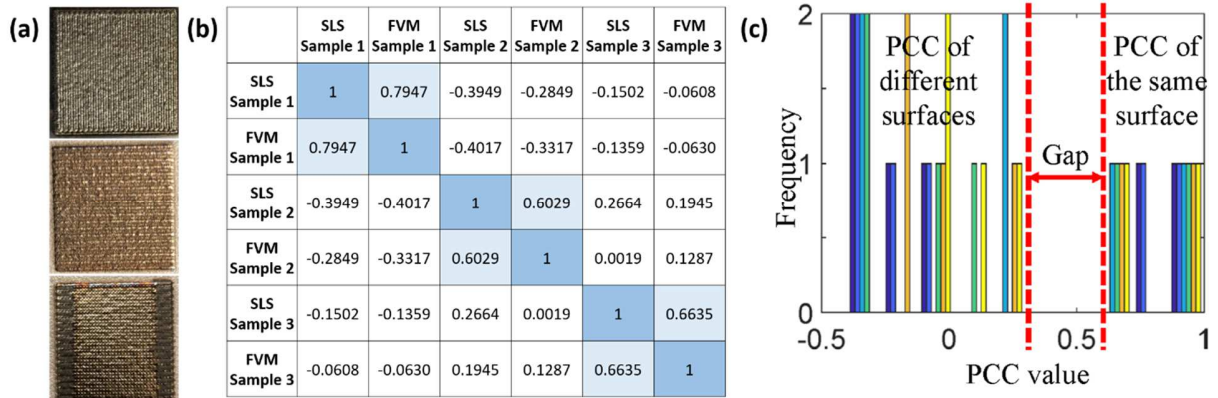 (a)
(b)
SLS FVM SLS FVM SLS FVM
Sample 1 Sample 1 Sample 2 Sample 2 Sample 3 Sample 3
SLS
Sample 1 1 0.7947 -0.3949 -0.2849 -0.1502 -0.0608
FVM
Sample 1 0.7947 1 -0.4017 -0.3317 -0.1359 -0.0630
SLS
Sample 2 -0.3949 -0.4017 1 0.6029 0.2664 0.1945
FVM
Sample 2 -0.2849 -0.3317 0.6029 1 0.0019 0.1287
SLS
Sample 3 -0.1502 -0.1359 0.2664 0.0019 1 0.6635
FVM
Sample 3 -0.0608 -0.0630 0.1945 0.1287 0.6635 1
(c)
2
1
0
Frequency
PCC of
different
surfaces
Gap
PCC of
the same
surface
-0.5 0 0.5 1
PCC value